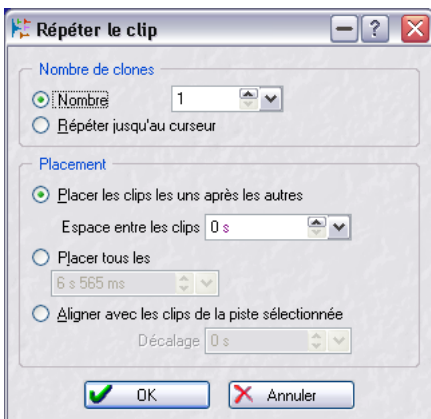 Répéter le clip
Nombre de clones
Nombre 1
Répéter jusqu'au curseur
Placement
Placer les clips les uns après les autres
Espace entre les clips 0 s
Placer tous les
6 s 565 ms
Aligner avec les clips de la piste sélectionnée
Décalage 0 s
OK Annuler